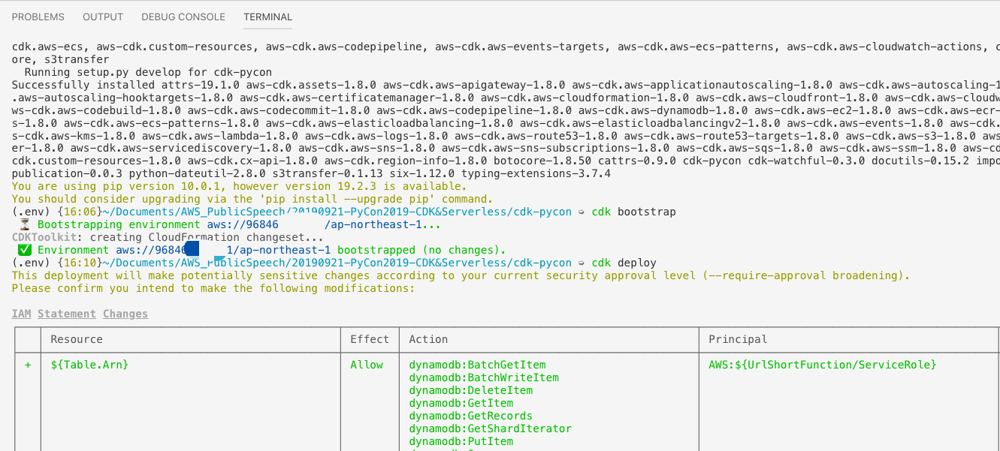 PROBLEMS OUTPUT DEBUG CONSOLE TERMINAL
cdk.aws-ecs, aws-cdk.custom-resources, aws-cdk.aws-codepipeline, aws-cdk.aws-events-targets, aws-cdk.aws-ecs-patterns, aws-cdk.aws-cloudwatch-actions, c
ore, s3transfer
Running setup.py develop for cdk-pycon
Successfully installed attrs-19.1.0 aws-cdk.assets-1.8.0 aws-cdk.aws-apigateway-1.8.0 aws-cdk.aws-applicationautoscaling-1.8.0 aws-cdk.aws-autoscaling-1
.aws-autoscaling-hooktargets-1.8.0 aws-cdk.aws-certificatemanager-1.8.0 aws-cdk.aws-cloudformation-1.8.0 aws-cdk.aws-cloudfront-1.8.0 aws-cdk.aws-cloudw
ws-cdk.aws-codebuild-1.8.0 aws-cdk.aws-codecommit-1.8.0 aws-cdk.aws-codepipeline-1.8.0 aws-cdk.aws-dynamodb-1.8.0 aws-cdk.aws-ec2-1.8.0 aws-cdk.aws-ecr-
s-1.8.0 aws-cdk.aws-ecs-patterns-1.8.0 aws-cdk.aws-elasticloadbalancing-1.8.0 aws-cdk.aws-elasticloadbalancingv2-1.8.0 aws-cdk.aws-events-1.8.0 aws-cdk.
s-cdk.aws-kms-1.8.0 aws-cdk.aws-lambda-1.8.0 aws-cdk.aws-logs-1.8.0 aws-cdk.aws-route53-1.8.0 aws-cdk.aws-route53-targets-1.8.0 aws-cdk.aws-s3-1.8.0 aws
er-1.8.0 aws-cdk.aws-servicediscovery-1.8.0 aws-cdk.aws-sns-1.8.0 aws-cdk.aws-sns-subscriptions-1.8.0 aws-cdk.aws-sqs-1.8.0 aws-cdk.aws-ssm-1.8.0 aws-cd
cdk.custom-resources-1.8.0 aws-cdk.cx-api-1.8.0 aws-cdk.region-info-1.8.0 botocore-1.8.50 cattrs-0.9.0 cdk-pycon cdk-watchful-0.3.0 docutils-0.15.2 impo
publication-0.0.3 python-dateutil-2.8.0 s3transfer-0.1.13 six-1.12.0 typing-extensions-3.7.4
You are using pip version 10.0.1, however version 19.2.3 is available.
You should consider upgrading via the 'pip install --upgrade pip' command.
(.env) {16:06}~/Documents/AWS_PublicSpeech/20190921-PyCon2019-CDK&Serverless/cdk-pycon ➭ cdk bootstrap
⏳ Bootstrapping environment aws://96846 /ap-northeast-1...
CDKToolkit: creating CloudFormation changeset...
✅ Environment aws://96846 1/ap-northeast-1 bootstrapped (no changes).
(.env) {16:10}~/Documents/AWS_PublicSpeech/20190921-PyCon2019-CDK&Serverless/cdk-pycon ➭ cdk deploy
This deployment will make potentially sensitive changes according to your current security approval level (--require-approval broadening).
Please confirm you intend to make the following modifications:
IAM Statement Changes
Resource Effect Action Principal
+ ${Table.Arn} Allow dynamodb:BatchGetItem AWS:${UrlShortFunction/ServiceRole}
dynamodb:BatchWriteItem
dynamodb:DeleteItem
dynamodb:GetItem
dynamodb:GetRecords
dynamodb:GetShardIterator
dynamodb:PutItem